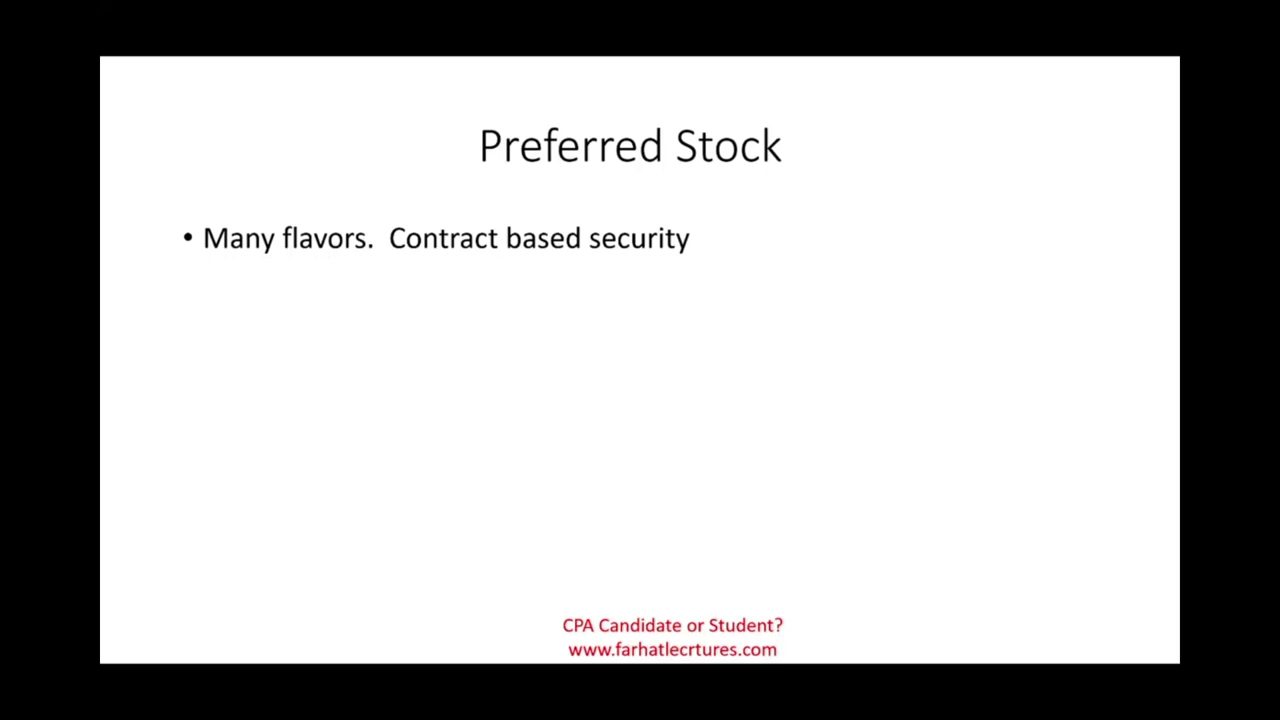 Preferred Stock
• Many flavors.  Contract based security
CPA Candidate or Student?
www.farhatlecrtures.com